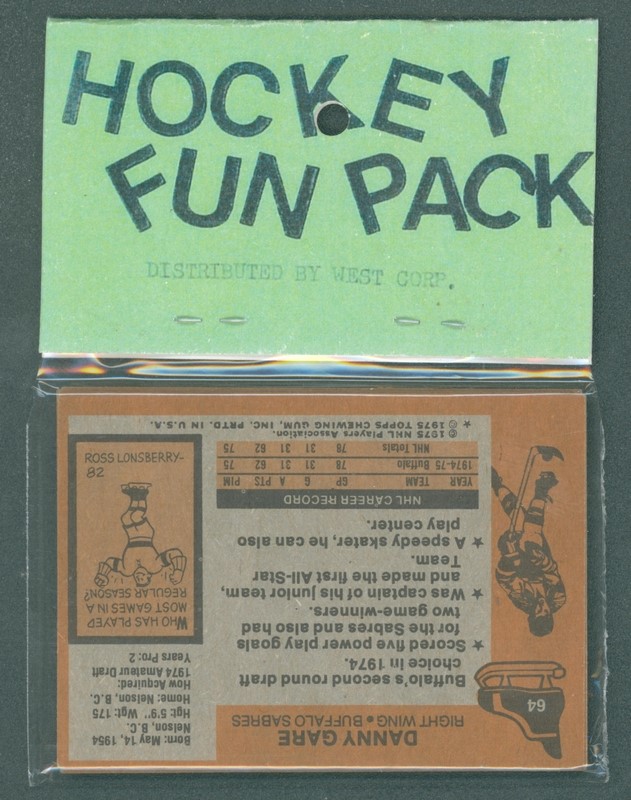 HOCKEY
FUN PACK
DISTRIBUTED BY WEST CORP.
64
DANNY GARE
RIGHT WING • BUFFALO SABRES
Born: May 14, 1954
Nelson, B.C.
Hgt: 5'9" Wgt: 175
Home: Nelson, B.C.
How Acquired:
1974 Amateur Draft
Years Pro: 2
Buffalo's second round draft
choice in 1974.
★ Scored five power play goals
for the Sabres and also had
two game-winners.
★ Was captain of his junior team,
and made the first All-Star
Team.
★ A speedy skater, he can also
play center.
WHO HAS PLAYED
MOST GAMES IN A
REGULAR SEASON?
ROSS LONSBERRY-
82
NHL CAREER RECORD
YEAR TEAM GP G A PTS PIM
1974-75 Buffalo 78 31 31 62 75
NHL Totals 78 31 31 62 75
© 1975 NHL Players Association.
★ © 1975 TOPPS CHEWING GUM, INC. PRTD. IN U.S.A.